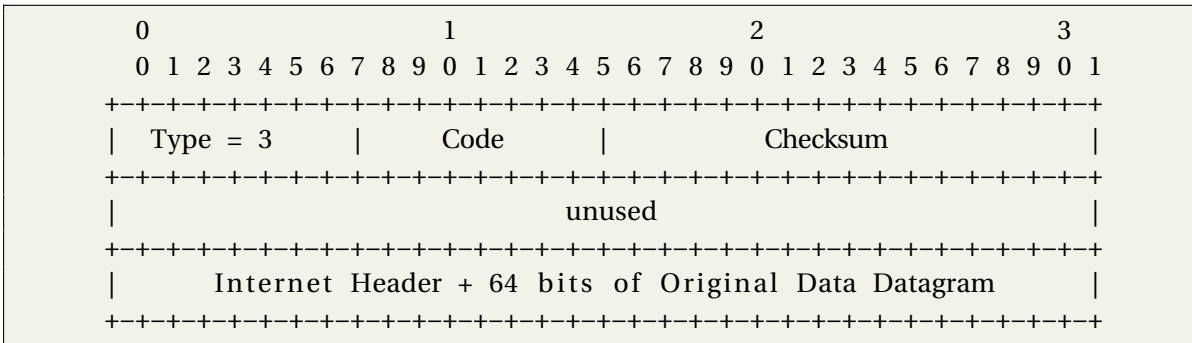 0 1 2 3
0 1 2 3 4 5 6 7 8 9 0 1 2 3 4 5 6 7 8 9 0 1 2 3 4 5 6 7 8 9 0 1
+-+-+-+-+-+-+-+-+-+-+-+-+-+-+-+-+-+-+-+-+-+-+-+-+-+-+-+-+-+-+-+-+
| Type = 3 | Code | Checksum |
+-+-+-+-+-+-+-+-+-+-+-+-+-+-+-+-+-+-+-+-+-+-+-+-+-+-+-+-+-+-+-+-+
| unused |
+-+-+-+-+-+-+-+-+-+-+-+-+-+-+-+-+-+-+-+-+-+-+-+-+-+-+-+-+-+-+-+-+
| Internet Header + 64 bits of Original Data Datagram |
+-+-+-+-+-+-+-+-+-+-+-+-+-+-+-+-+-+-+-+-+-+-+-+-+-+-+-+-+-+-+-+-+